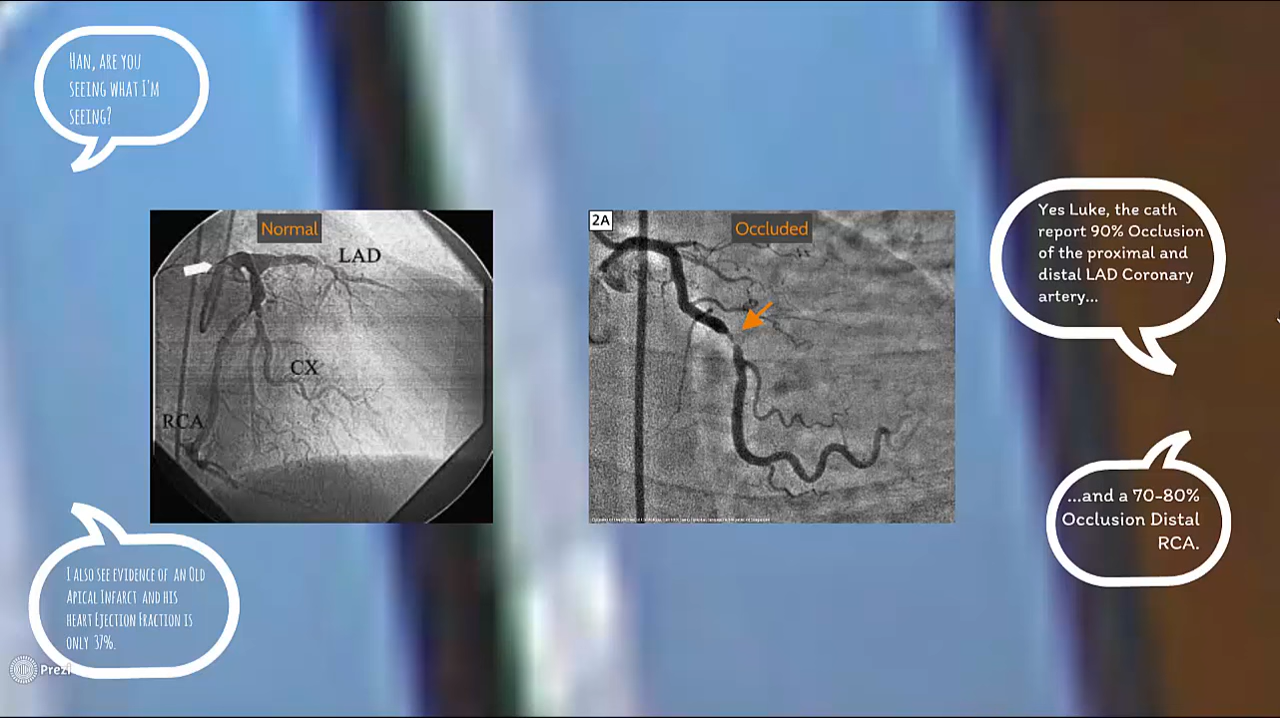 HAN, ARE YOU
SEEING WHAT I'M
SEEING?
Normal
LAD
CX
RCA
2A
Occluded
Yes Luke, the cath
report 90% Occlusion
of the proximal and
distal LAD Coronary
artery...
...and a 70-80%
Occlusion Distal
RCA.
I ALSO SEE EVIDENCE OF AN OLD
APICAL INFARCT AND HIS
HEART EJECTION FRACTION IS
ONLY 37%.
Prezi